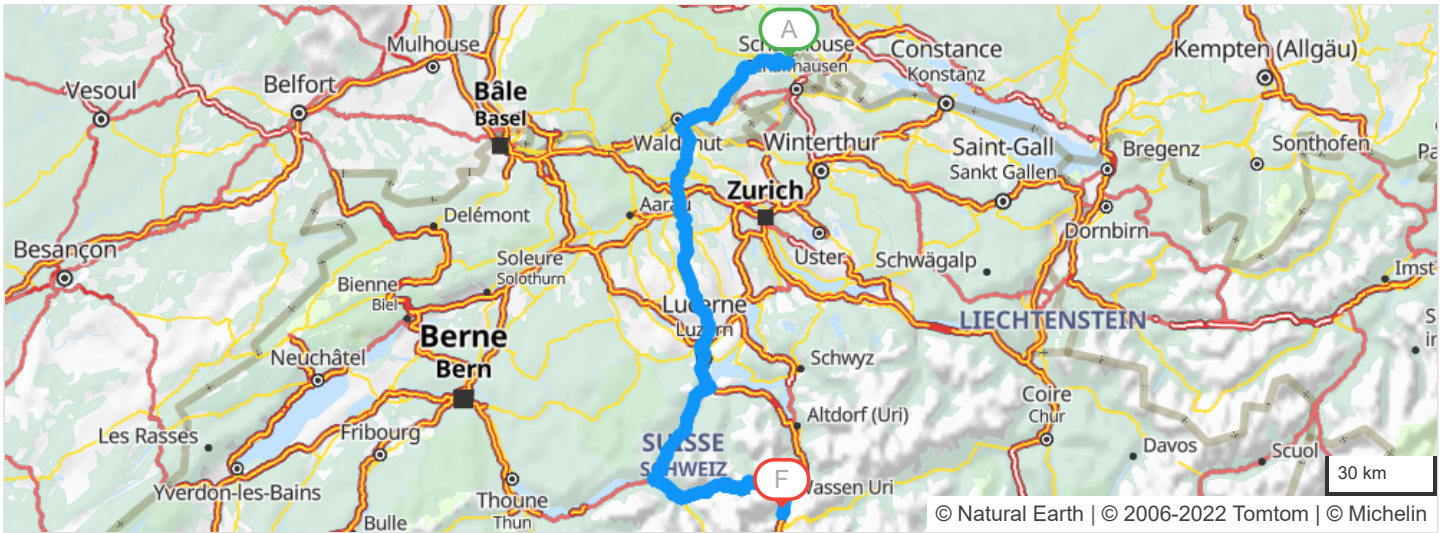 A
Mulhouse
Constance
Konstanz
Kempten (Allgäu)
Vesoul
Belfort
Bâle
Basel
Winterthur
Saint-Gall
Sankt Gallen
Bregenz
Sonthofen
Zurich
Aarau
Delémont
Dornbirn
Besançon
Soleure
Solothurn
Uster
Schwägalp
Imst
Bienne
Biel
Lucerne
Luzern
LIECHTENSTEIN
Berne
Bern
Neuchâtel
Schwyz
Coire
Chur
Altdorf (Uri)
Les Rasses
Fribourg
SUISSE
SCHWEIZ
Davos
Scuol
F
Wassen Uri
30 km
Yverdon-les-Bains
Thoune
Thun
Bulle
© Natural Earth | © 2006-2022 Tomtom | © Michelin